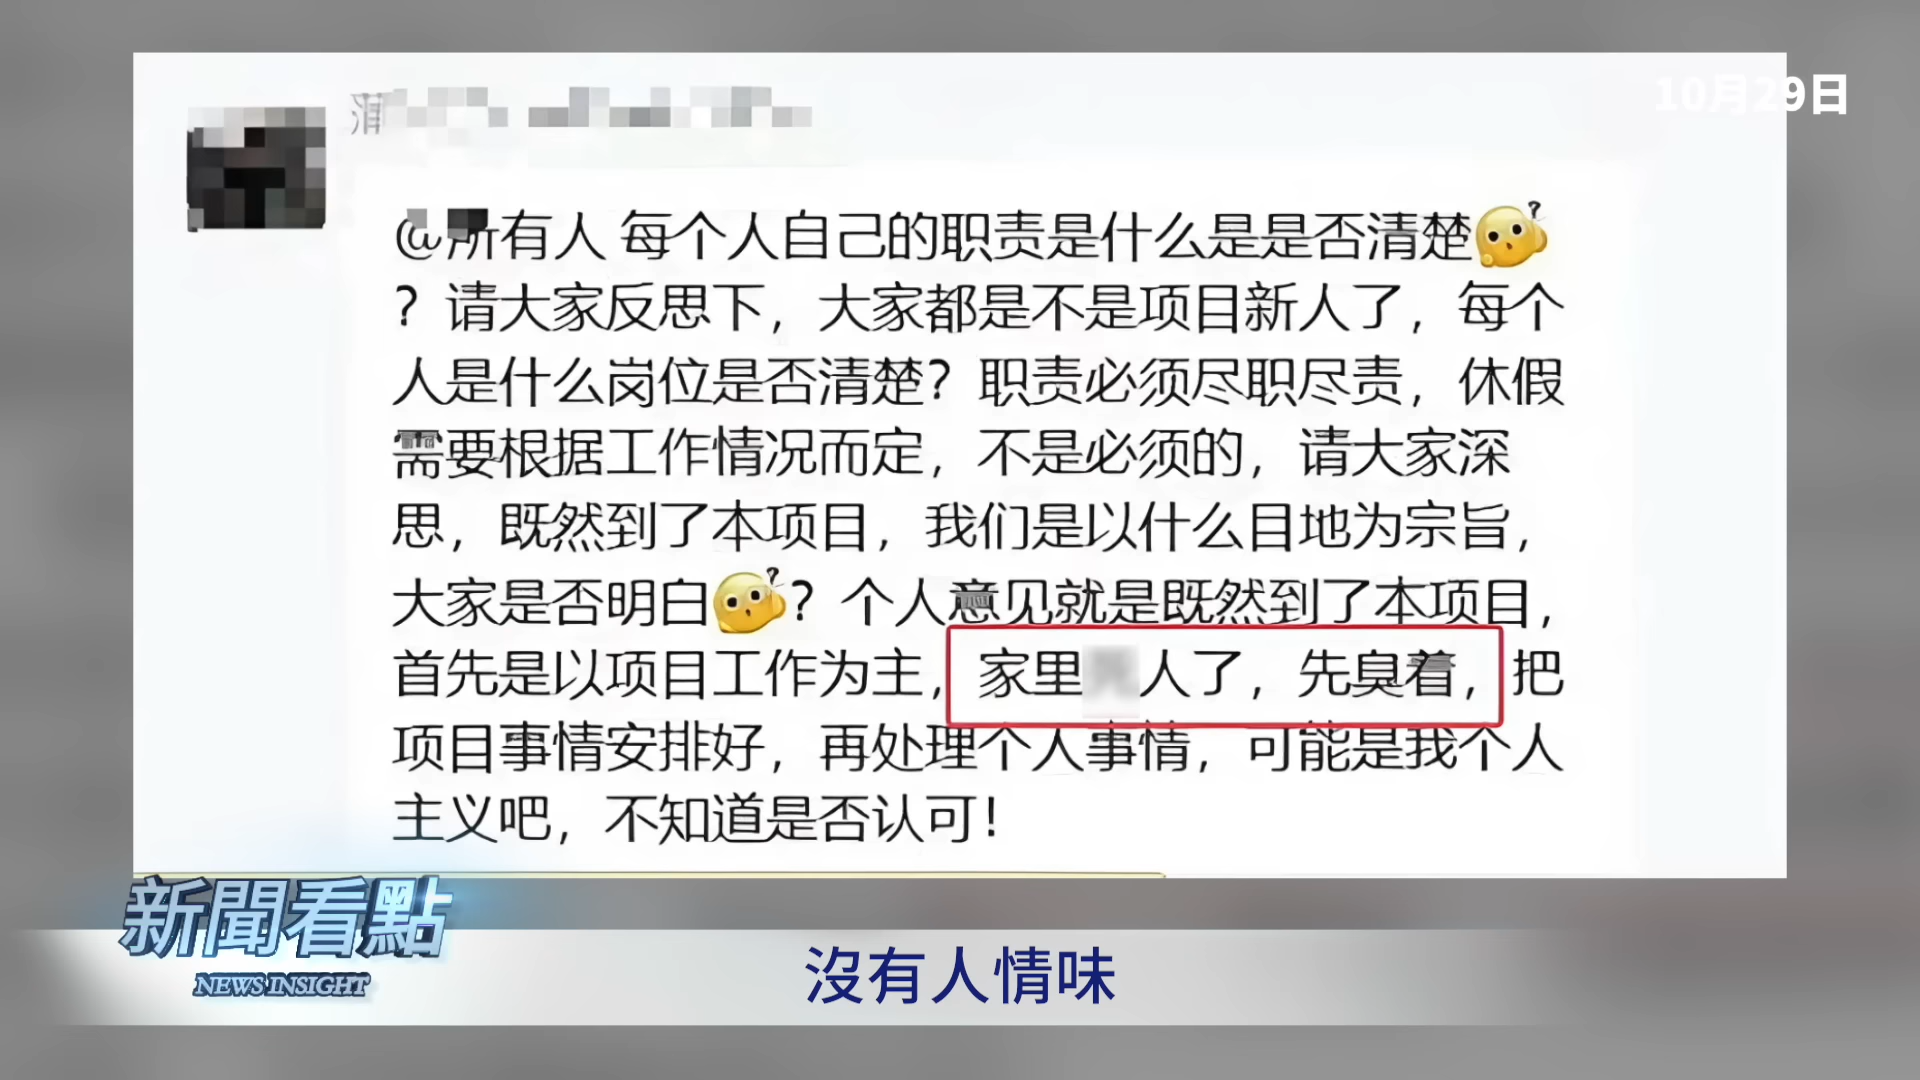 10月29日
@所有人 每个人自己的职责是什么是是否清楚
？请大家反思下，大家都是不是项目新人了，每个
人是什么岗位是否清楚？职责必须尽职尽责，休假
需要根据工作情况而定，不是必须的，请大家深
思，既然到了本项目，我们是以什么目地为宗旨，
大家是否明白？个人意见就是既然到了本项目，
首先是以项目工作为主，家里人了，先臭着，把
项目事情安排好，再处理个人事情，可能是我个人
主义吧，不知道是否认可！
新聞看點
NEWS INSIGHT
沒有人情味